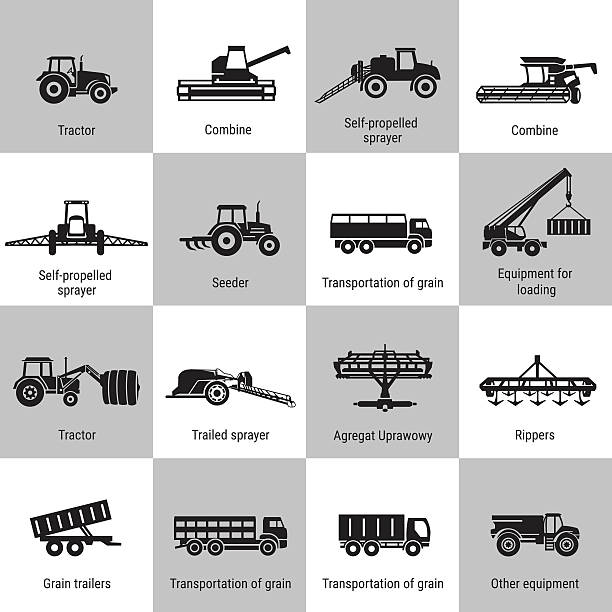 Tractor
Combine
Self-propelled
sprayer
Combine
Self-propelled
sprayer
Seeder
Transportation of grain
Equipment for
loading
Tractor
Trailed sprayer
Agregat Uprawowy
Rippers
Grain trailers
Transportation of grain
Transportation of grain
Other equipment